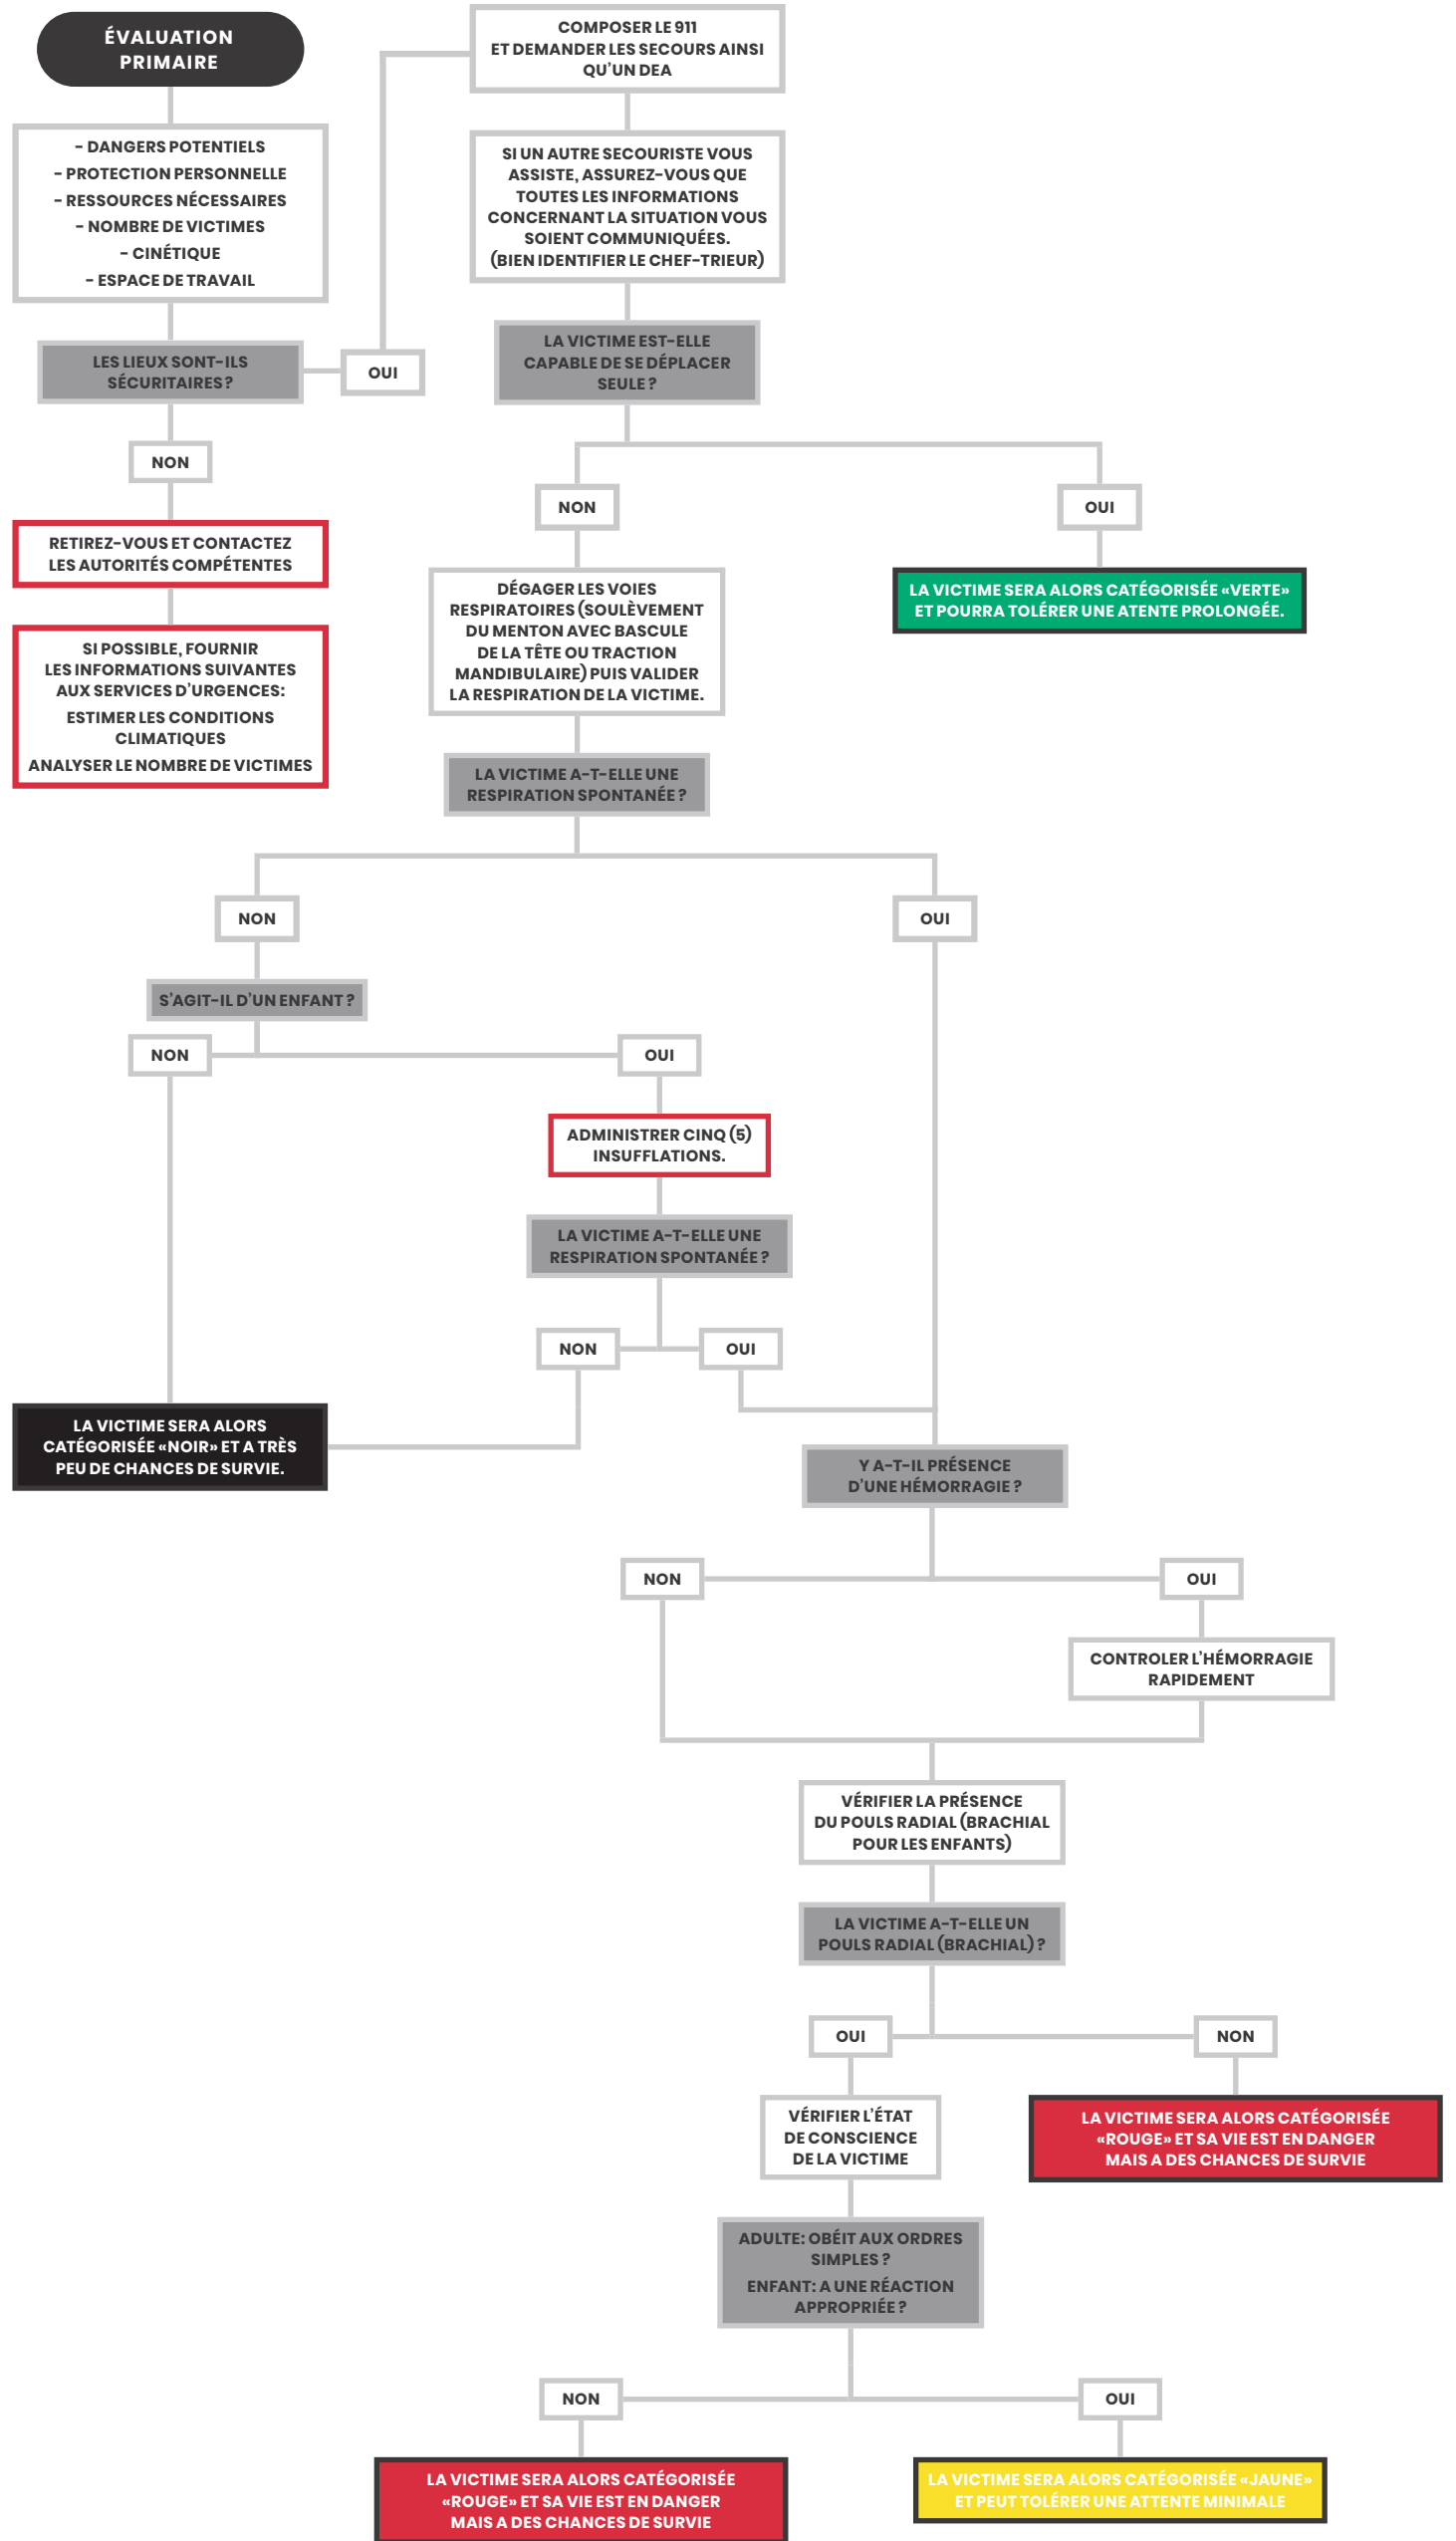 ÉVALUATION
PRIMAIRE
- DANGERS POTENTIELS
- PROTECTION PERSONNELLE
- RESSOURCES NÉCESSAIRES
- NOMBRE DE VICTIMES
- CINÉTIQUE
- ESPACE DE TRAVAIL
LES LIEUX SONT-ILS
SÉCURITAIRES ?
OUI
NON
RETIREZ-VOUS ET CONTACTEZ
LES AUTORITÉS COMPÉTENTES
SI POSSIBLE, FOURNIR
LES INFORMATIONS SUIVANTES
AUX SERVICES D'URGENCES:
ESTIMER LES CONDITIONS
CLIMATIQUES
ANALYSER LE NOMBRE DE VICTIMES
COMPOSER LE 911
ET DEMANDER LES SECOURS AINSI
QU'UN DEA
SI UN AUTRE SECOURISTE VOUS
ASSISTE, ASSUREZ-VOUS QUE
TOUTES LES INFORMATIONS
CONCERNANT LA SITUATION VOUS
SOIENT COMMUNIQUÉES.
(BIEN IDENTIFIER LE CHEF-TRIEUR)
LA VICTIME EST-ELLE
CAPABLE DE SE DÉPLACER
SEULE ?
NON
OUI
DÉGAGER LES VOIES
RESPIRATOIRES (SOULÈVEMENT
DU MENTON AVEC BASCULE
DE LA TÊTE OU TRACTION
MANDIBULAIRE) PUIS VALIDER
LA RESPIRATION DE LA VICTIME.
LA VICTIME SERA ALORS CATÉGORISÉE «VERTE»
ET POURRA TOLÉRER UNE ATENTE PROLONGÉE.
LA VICTIME A-T-ELLE UNE
RESPIRATION SPONTANÉE ?
NON
OUI
S'AGIT-IL D'UN ENFANT ?
NON
OUI
ADMINISTRER CINQ (5)
INSUFFLATIONS.
LA VICTIME A-T-ELLE UNE
RESPIRATION SPONTANÉE ?
NON
OUI
LA VICTIME SERA ALORS
CATÉGORISÉE «NOIR» ET A TRÈS
PEU DE CHANCES DE SURVIE.
Y A-T-IL PRÉSENCE
D'UNE HÉMORRAGIE ?
NON
OUI
CONTROLER L'HÉMORRAGIE
RAPIDEMENT
VÉRIFIER LA PRÉSENCE
DU POULS RADIAL (BRACHIAL
POUR LES ENFANTS)
LA VICTIME A-T-ELLE UN
POULS RADIAL (BRACHIAL) ?
OUI
NON
VÉRIFIER L'ÉTAT
DE CONSCIENCE
DE LA VICTIME
LA VICTIME SERA ALORS CATÉGORISÉE
«ROUGE» ET SA VIE EST EN DANGER
MAIS A DES CHANCES DE SURVIE
ADULTE: OBÉIT AUX ORDRES
SIMPLES ?
ENFANT: A UNE RÉACTION
APPROPRIÉE ?
NON
OUI
LA VICTIME SERA ALORS CATÉGORISÉE
«ROUGE» ET SA VIE EST EN DANGER
MAIS A DES CHANCES DE SURVIE
LA VICTIME SERA ALORS CATÉGORISÉE «JAUNE»
ET PEUT TOLÉRER UNE ATTENTE MINIMALE